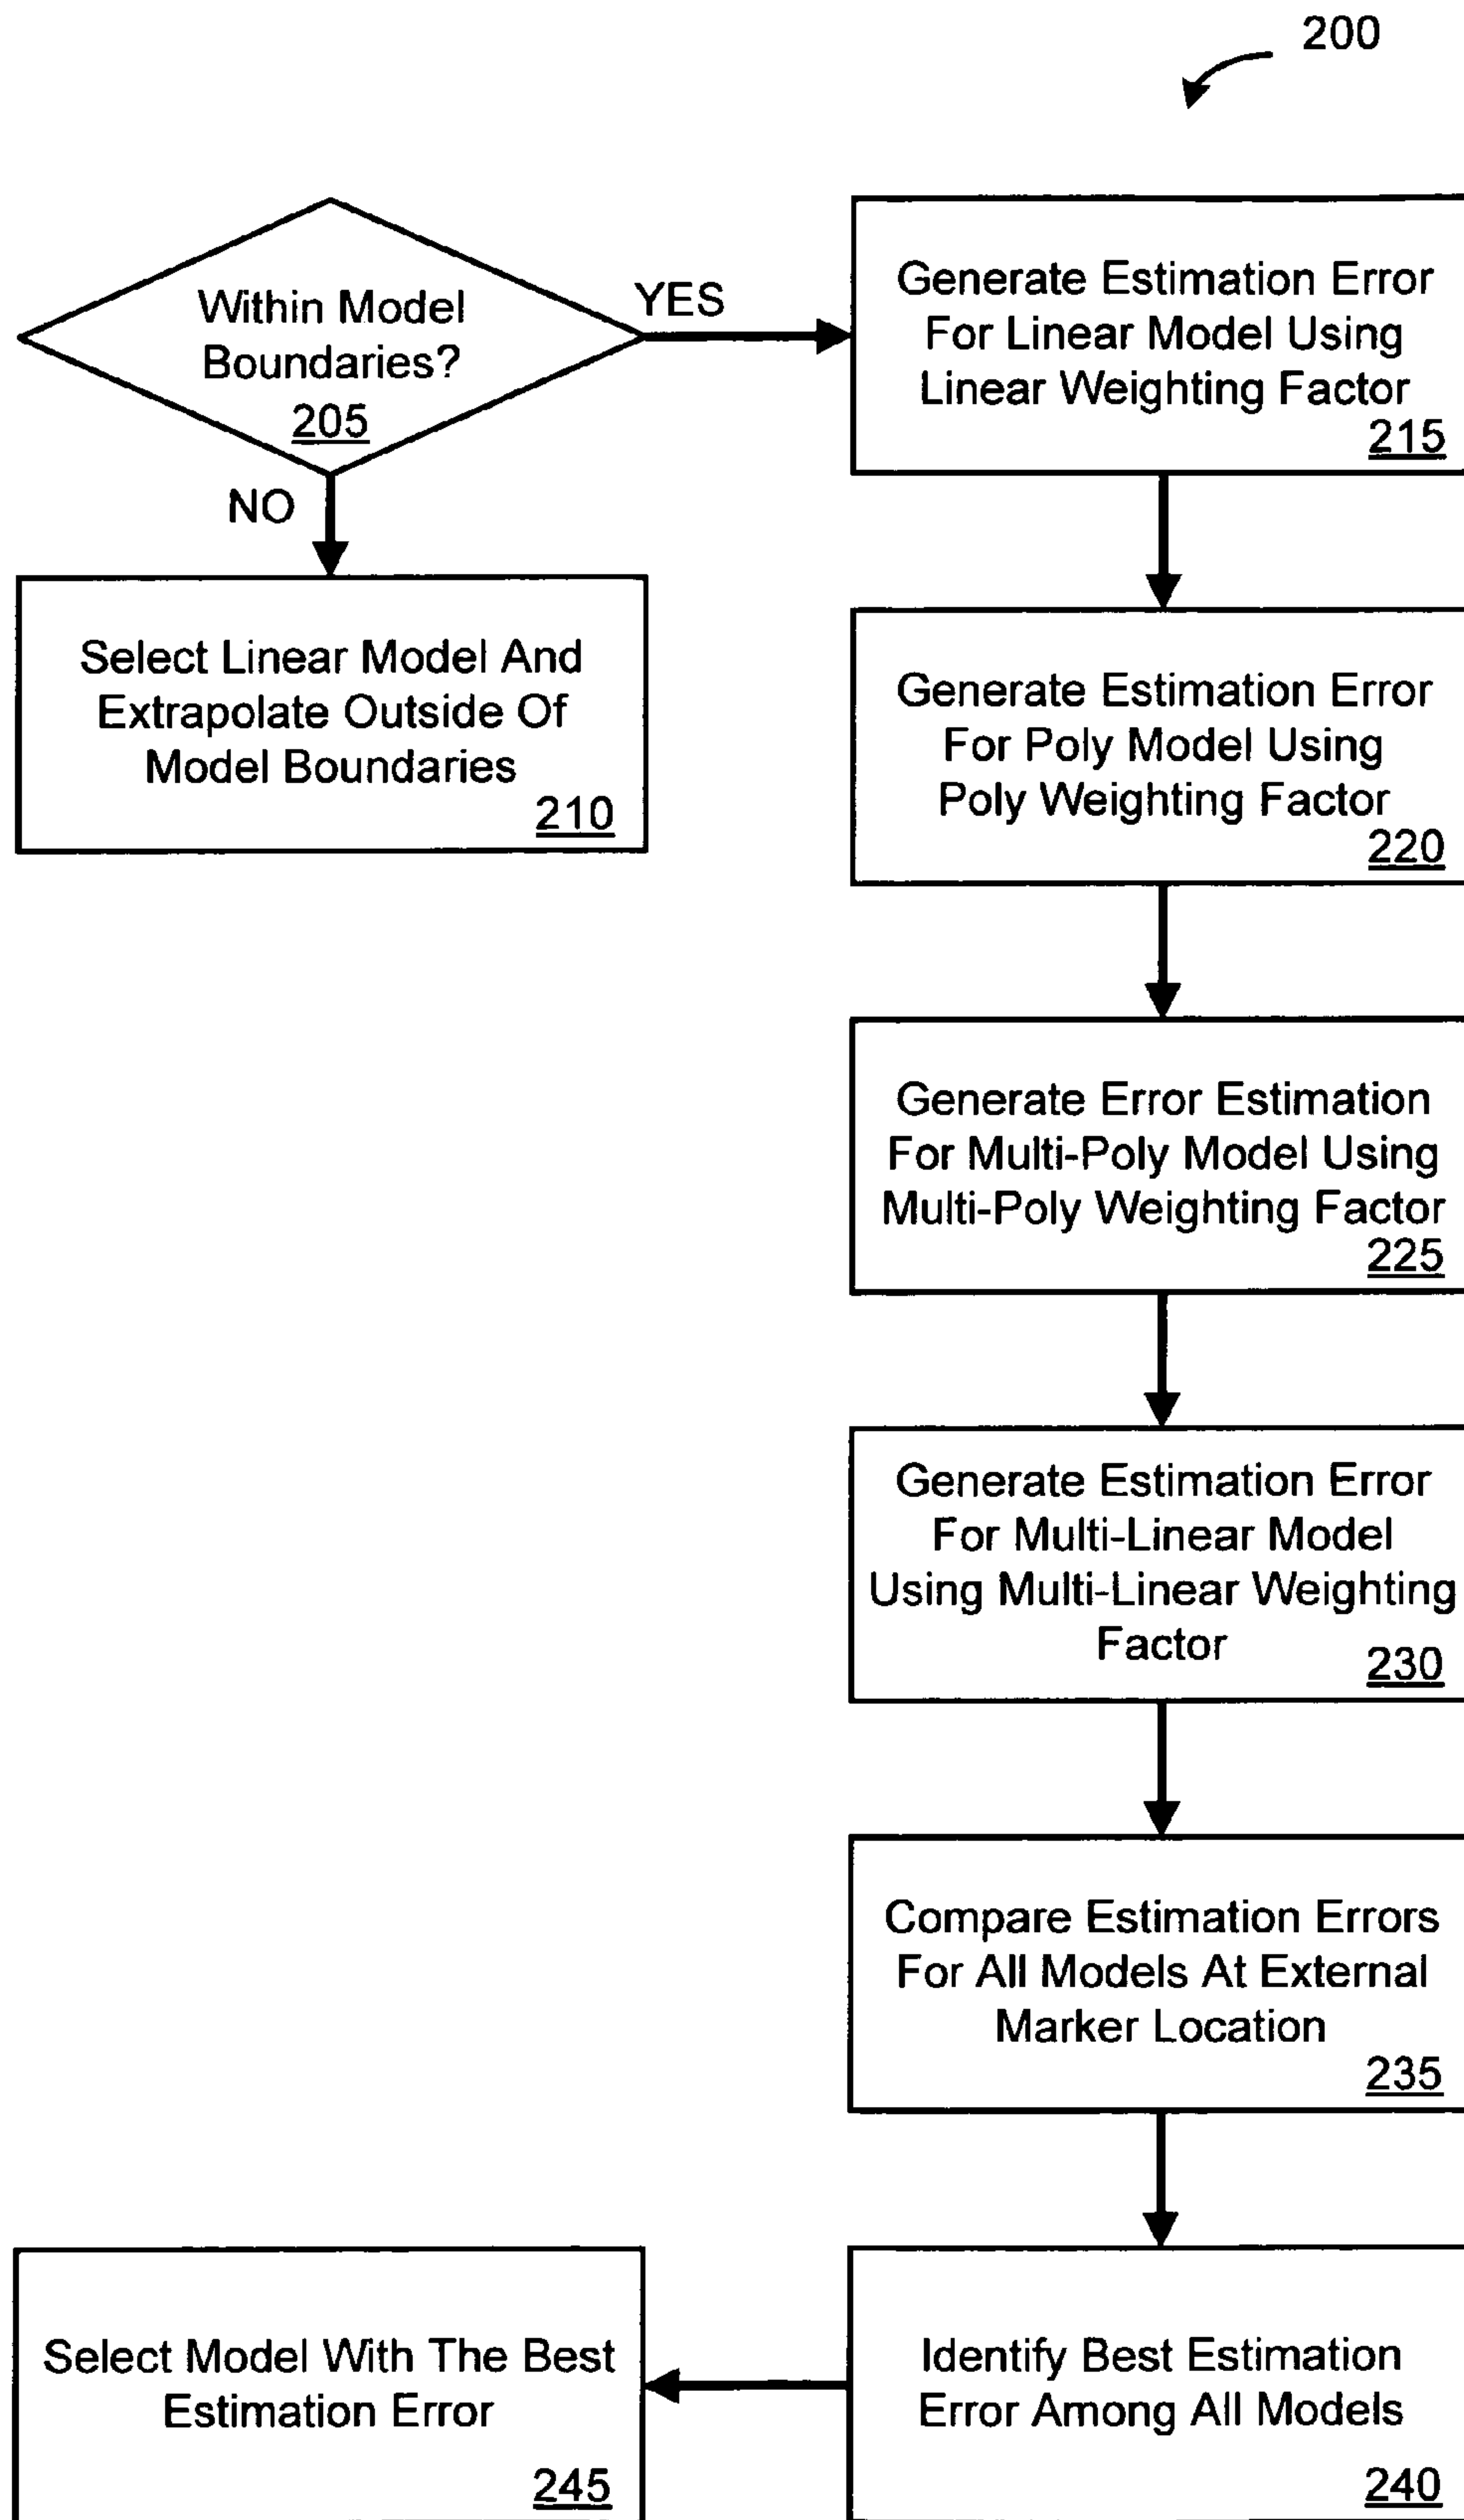 200
Within Model
Boundaries?
205
YES
NO
Select Linear Model And
Extrapolate Outside Of
Model Boundaries
210
Generate Estimation Error
For Linear Model Using
Linear Weighting Factor
215
Generate Estimation Error
For Poly Model Using
Poly Weighting Factor
220
Generate Error Estimation
For Multi-Poly Model Using
Multi-Poly Weighting Factor
225
Generate Estimation Error
For Multi-Linear Model
Using Multi-Linear Weighting
Factor
230
Compare Estimation Errors
For All Models At External
Marker Location
235
Identify Best Estimation
Error Among All Models
240
Select Model With The Best
Estimation Error
245